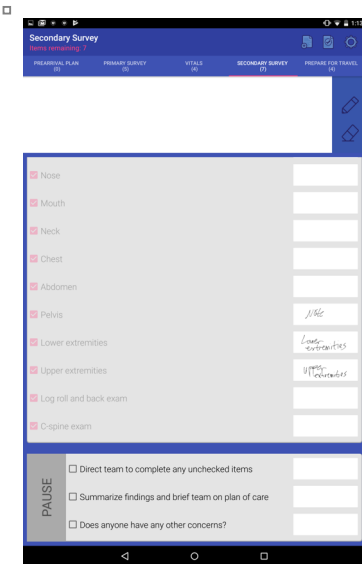 1:13
Secondary Survey
Items remaining: 7
PREARRIVAL PLAN
(0)
PRIMARY SURVEY
(5)
VITALS
(4)
SECONDARY SURVEY
(7)
PREPARE FOR TRAVEL
(4)
Nose
Mouth
Neck
Chest
Abdomen
Pelvis
Lower extremities
Lower
extremities
Upper extremities
Upper
extremities
Log roll and back exam
C-spine exam
PAUSE
Direct team to complete any unchecked items
Summarize findings and brief team on plan of care
Does anyone have any other concerns?